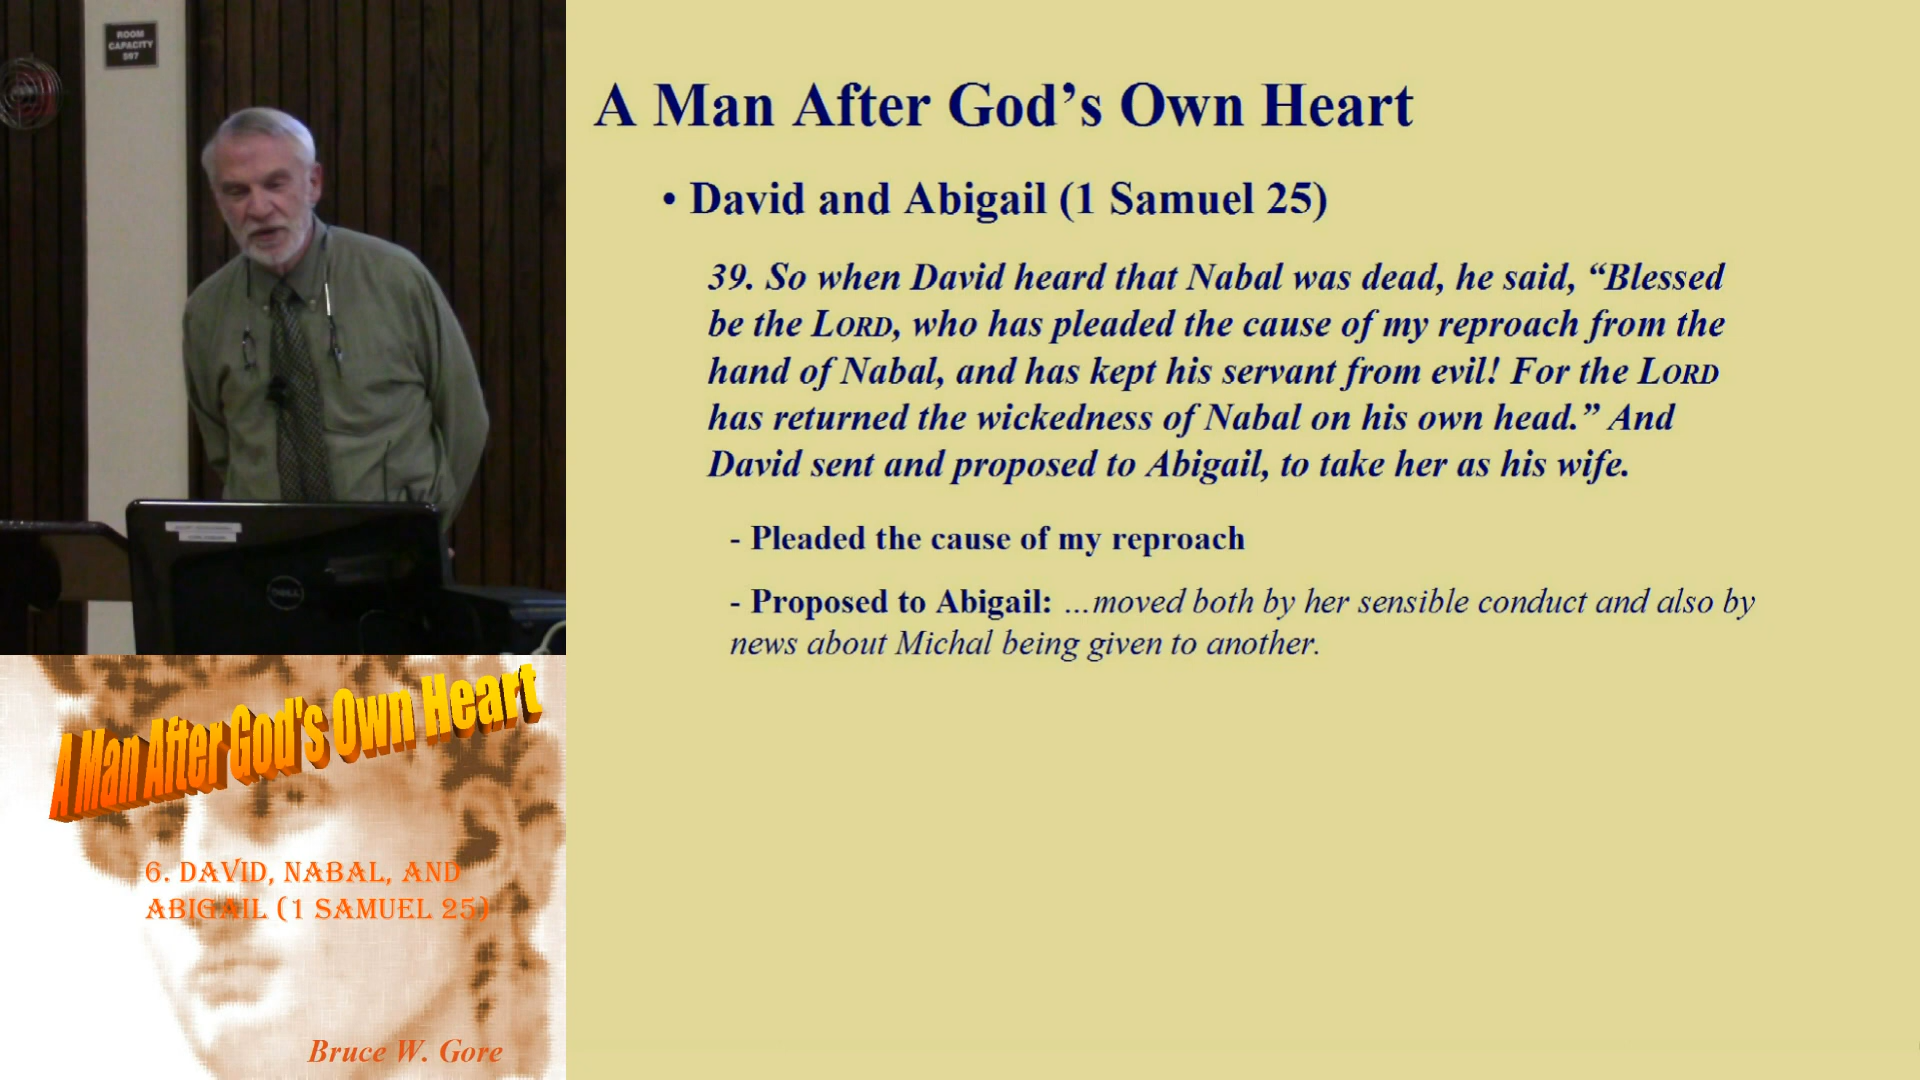 ROOM
CAPACITY
597
DELL
A Man After God's Own Heart
6. DAVID, NABAL, AND
ABIGAIL (1 SAMUEL 25)
Bruce W. Gore
A Man After God’s Own Heart
• David and Abigail (1 Samuel 25)
39. So when David heard that Nabal was dead, he said, “Blessed
be the LORD, who has pleaded the cause of my reproach from the
hand of Nabal, and has kept his servant from evil! For the LORD
has returned the wickedness of Nabal on his own head.” And
David sent and proposed to Abigail, to take her as his wife.
- Pleaded the cause of my reproach
- Proposed to Abigail: …moved both by her sensible conduct and also by
news about Michal being given to another.